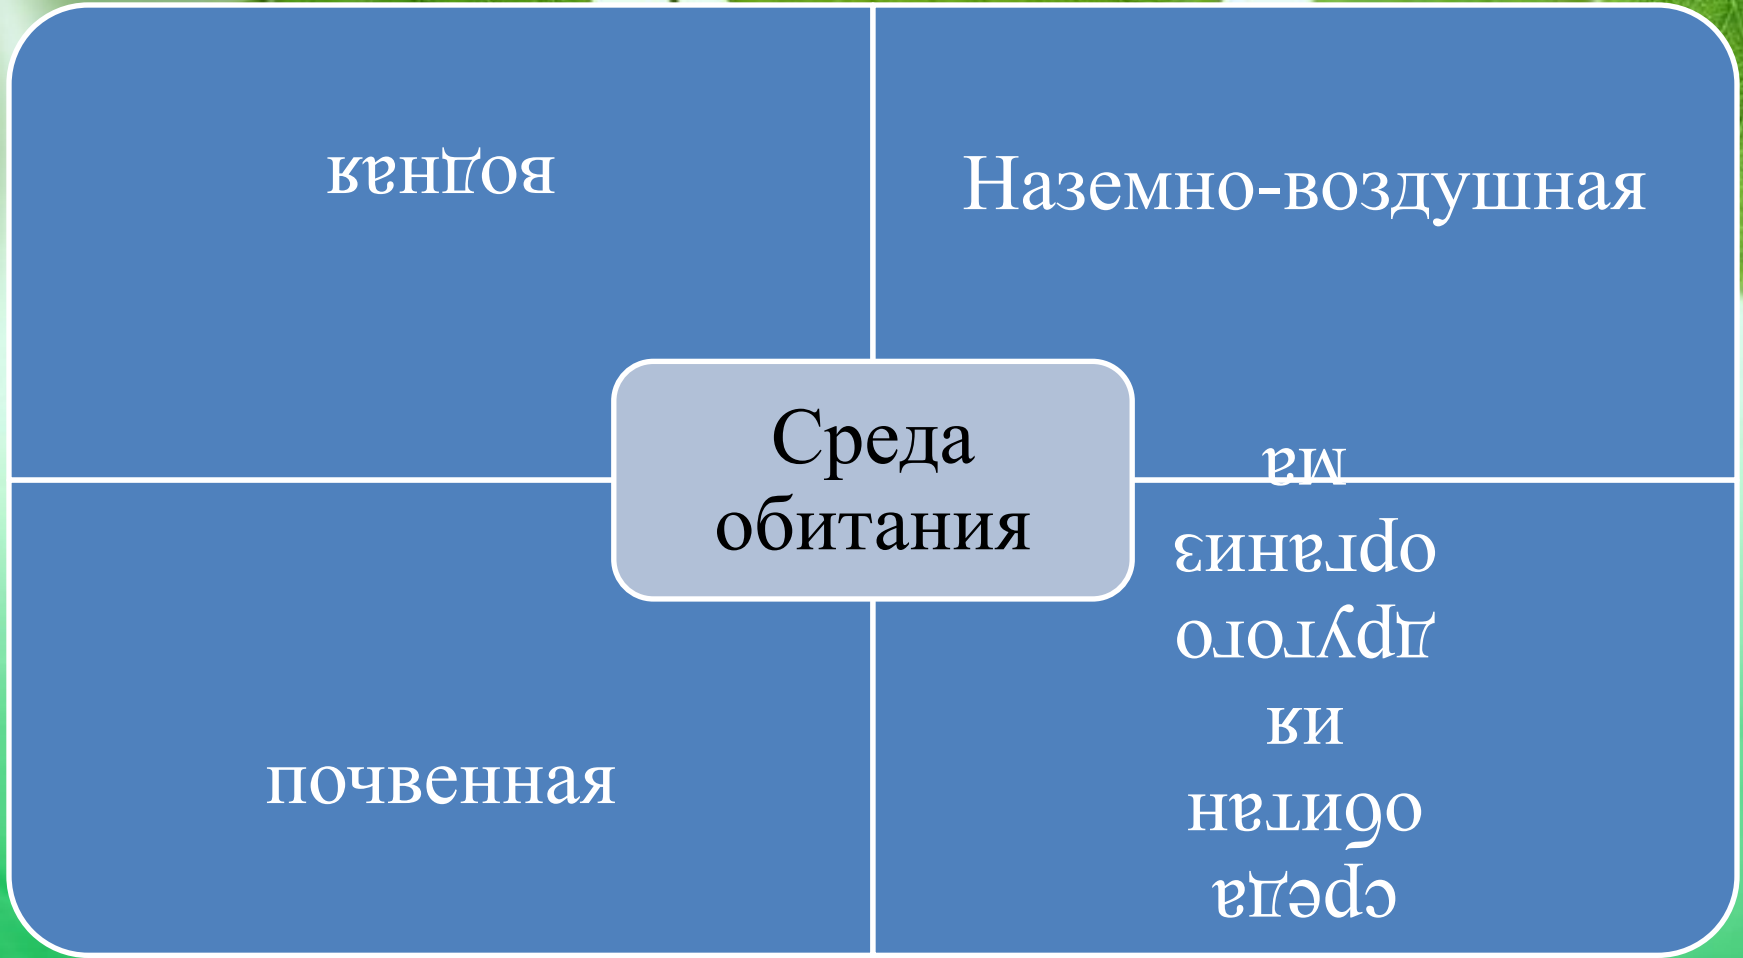 водная
Наземно-воздушная
Среда
обитания
почвенная
среда
обитан
ия
другого
организ
ма